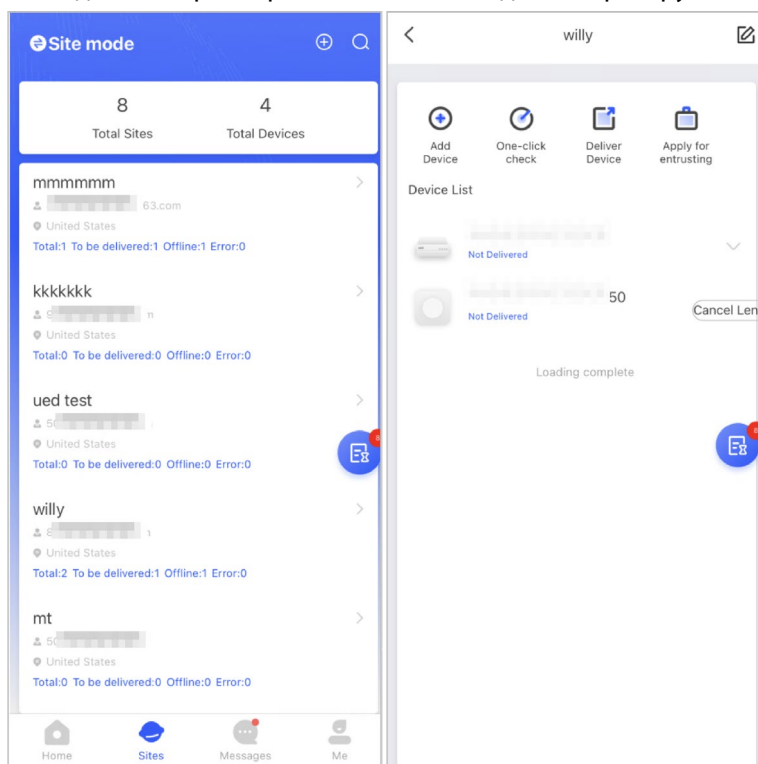 Site mode
8
Total Sites
4
Total Devices
mmmmmmm
63.com
United States
Total:1 To be delivered:1 Offline:1 Error:0
kkkkkkk
United States
Total:0 To be delivered:0 Offline:0 Error:0
ued test
50
United States
Total:0 To be delivered:0 Offline:0 Error:0
willy
8
United States
Total:2 To be delivered:1 Offline:1 Error:0
mt
50
United States
Total:0 To be delivered:0 Offline:0 Error:0
Home
Sites
Messages
Me
willy
Add Device
One-click check
Deliver Device
Apply for entrusting
Device List
Not Delivered
50
Not Delivered
Cancel Len
Loading complete